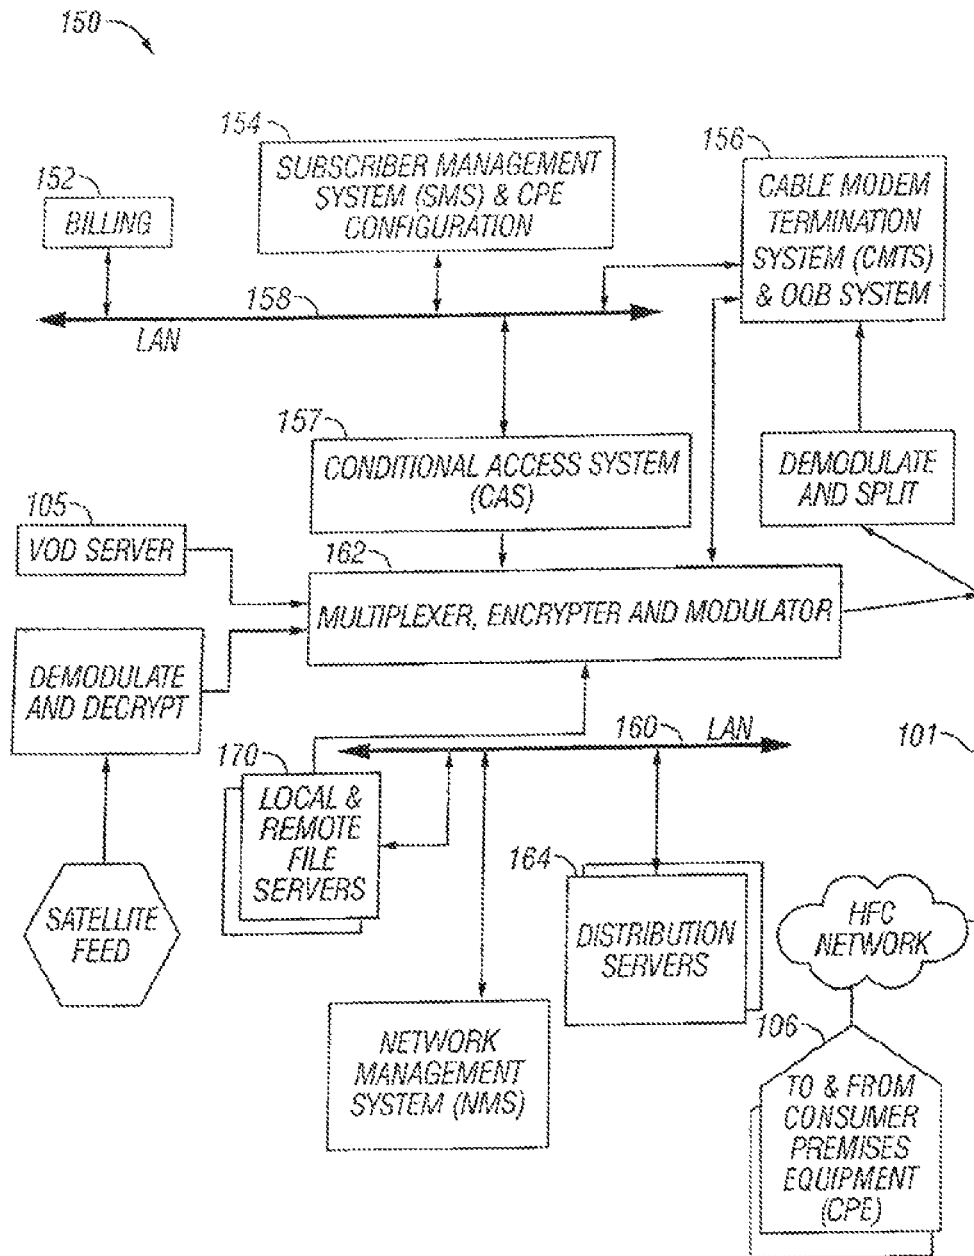 150
154
SUBSCRIBER MANAGEMENT
SYSTEM (SMS) & CPE
CONFIGURATION
156
CABLE MODEM
TERMINATION
SYSTEM (CMTS)
& OOB SYSTEM
152
BILLING
158
LAN
157
CONDITIONAL ACCESS SYSTEM
(CAS)
DEMODULATE
AND SPLIT
105
VOD SERVER
162
MULTIPLEXER, ENCRYPTER AND MODULATOR
DEMODULATE
AND DECRYPT
160
LAN
101
170
LOCAL &
REMOTE
FILE
SERVERS
164
DISTRIBUTION
SERVERS
SATELLITE
FEED
HFC
NETWORK
NETWORK
MANAGEMENT
SYSTEM (NMS)
106
TO & FROM
CONSUMER
PREMISES
EQUIPMENT
(CPE)